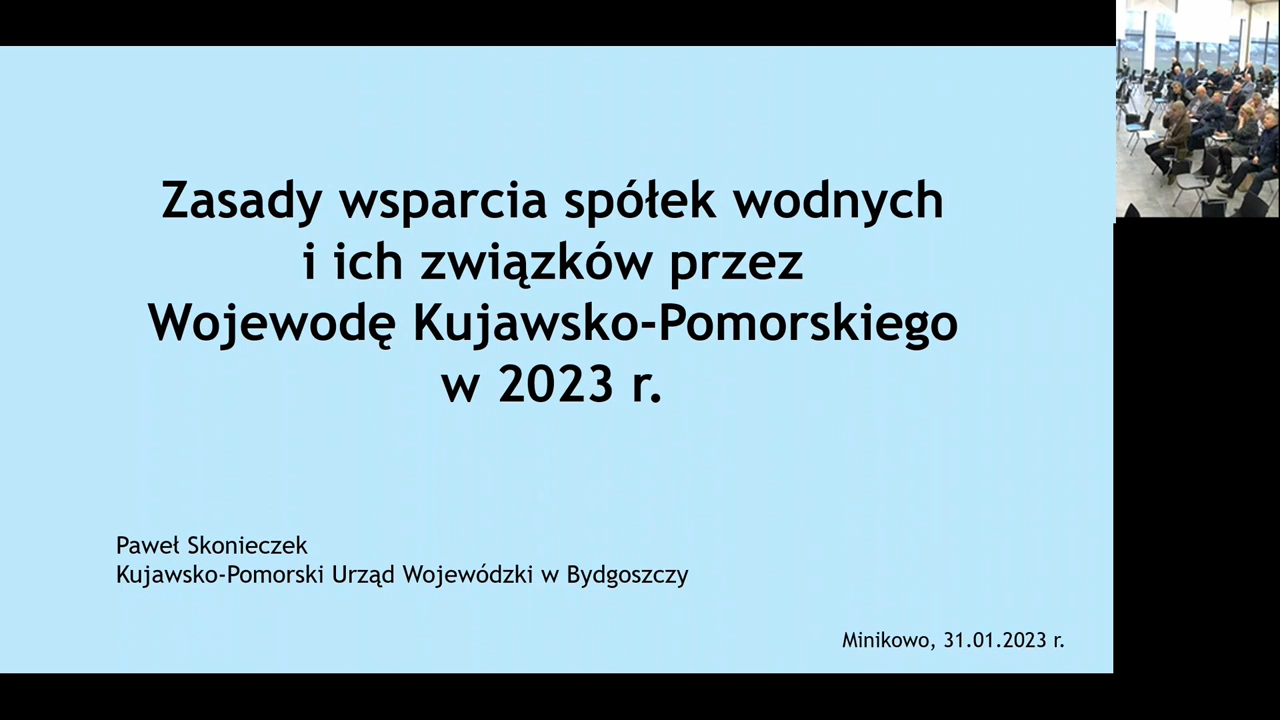 Zasady wsparcia spółek wodnych
i ich związków przez
Wojewodę Kujawsko-Pomorskiego
w 2023 r.
Paweł Skonieczek
Kujawsko-Pomorski Urząd Wojewódzki w Bydgoszczy
Minikowo, 31.01.2023 r.